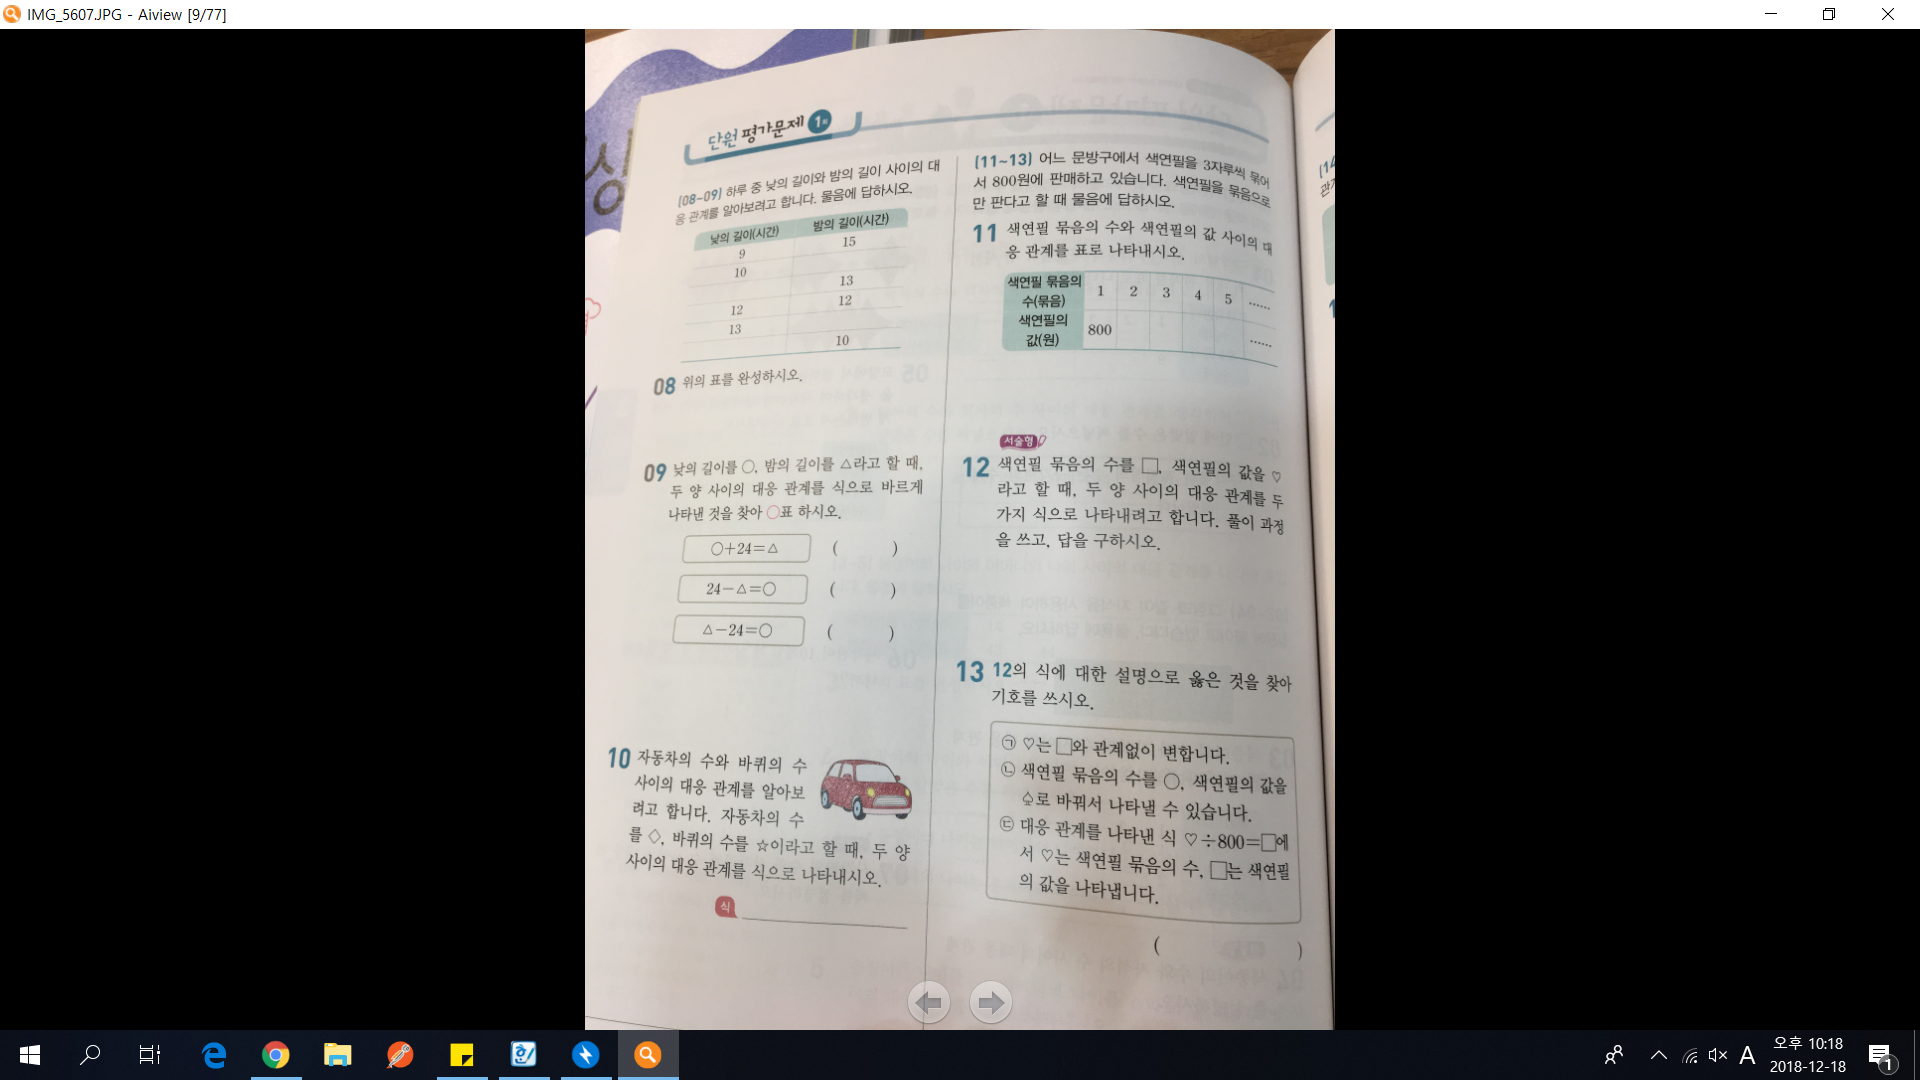 IMG_5607.JPG - Aiview [9/77]
단원 평가문제 1회
[08~09] 하루 중 낮의 길이와 밤의 길이 사이의 대
응 관계를 알아보려고 합니다. 물음에 답하시오.
낮의 길이(시간) 밤의 길이(시간)
9 15
10
13
12 12
13
10
08 위의 표를 완성하시오.
09 낮의 길이를 ○, 밤의 길이를 △라고 할 때,
두 양 사이의 대응 관계를 식으로 바르게
나타낸 것을 찾아 ○표 하시오.
○+24=△ ( )
24-△=○ ( )
△-24=○ ( )
10 자동차의 수와 바퀴의 수
사이의 대응 관계를 알아보
려고 합니다. 자동차의 수
를 ◇, 바퀴의 수를 ☆이라고 할 때, 두 양
사이의 대응 관계를 식으로 나타내시오.
식
[11~13] 어느 문방구에서 색연필을 3자루씩 묶어
서 800원에 판매하고 있습니다. 색연필을 묶음으로
만 판다고 할 때 물음에 답하시오.
11 색연필 묶음의 수와 색연필의 값 사이의 대
응 관계를 표로 나타내시오.
색연필 묶음의
수(묶음) 1 2 3 4 5 ……
색연필의
값(원) 800 ……
서술형
12 색연필 묶음의 수를 □, 색연필의 값을 ♡
라고 할 때, 두 양 사이의 대응 관계를 두
가지 식으로 나타내려고 합니다. 풀이 과정
을 쓰고, 답을 구하시오.
13 12의 식에 대한 설명으로 옳은 것을 찾아
기호를 쓰시오.
㉠ ♡는 □와 관계없이 변합니다.
㉡ 색연필 묶음의 수를 ○, 색연필의 값을
♤로 바꿔서 나타낼 수 있습니다.
㉢ 대응 관계를 나타낸 식 ♡÷800=□에
서 ♡는 색연필 묶음의 수, □는 색연필
의 값을 나타냅니다.
( )
A
오후 10:18
2018-12-18
1